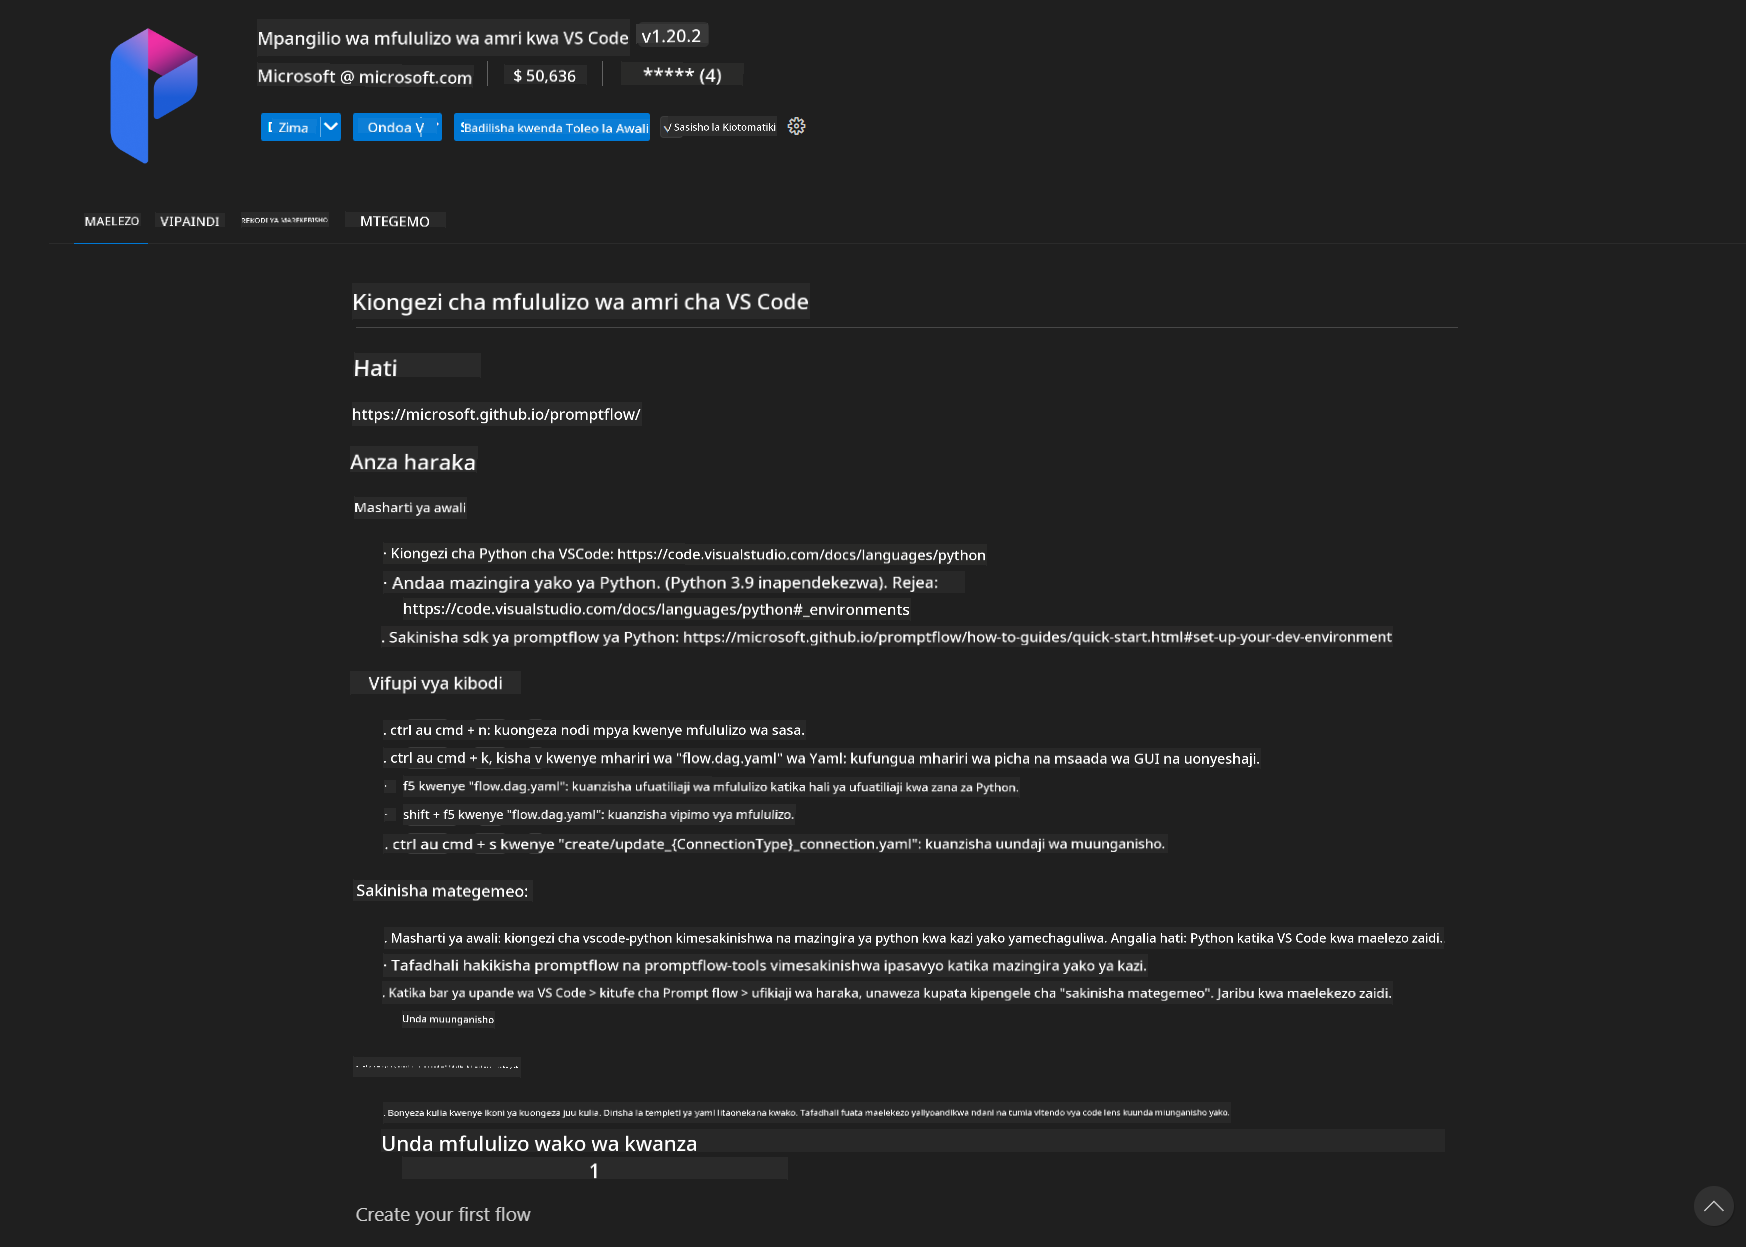 Mpangilio wa mfululizo wa amri kwa VS Code v1.20.2
Microsoft @ microsoft.com $ 50,636 ***** (4)
Zima Ondoa Badilisha kwenda Toleo la Awali √ Sasisho la Kiotomatiki
MAELEZO VIPAINDI REKODI YA MAREKEBISHO MTEGEMO
Kiongezi cha mfululizo wa amri cha VS Code
Hati
https://microsoft.github.io/promptflow/
Anza haraka
Masharti ya awali
· Kiongezi cha Python cha VSCode: https://code.visualstudio.com/docs/languages/python
· Andaa mazingira yako ya Python. (Python 3.9 inapendekezwa). Rejea:
https://code.visualstudio.com/docs/languages/python#_environments
. Sakinisha sdk ya promptflow ya Python: https://microsoft.github.io/promptflow/how-to-guides/quick-start.html#set-up-your-dev-environment
Vifupi vya kibodi
. ctrl au cmd + n: kuongeza nodi mpya kwenye mfululizo wa sasa.
. ctrl au cmd + k, kisha v kwenye mhariri wa "flow.dag.yaml" wa Yaml: kufungua mhariri wa picha na msaada wa GUI na uonyeshaji.
· f5 kwenye "flow.dag.yaml": kuanzisha ufuatiliaji wa mfululizo katika hali ya ufuatiliaji kwa zana za Python.
· shift + f5 kwenye "flow.dag.yaml": kuanzisha vipimo vya mfululizo.
. ctrl au cmd + s kwenye "create/update_{ConnectionType}_connection.yaml": kuanzisha uundaji wa muunganisho.
Sakinisha mategemeo:
. Masharti ya awali: kiongezi cha vscode-python kimesakinishwa na mazingira ya python kwa kazi yako yamechaguliwa. Angalia hati: Python katika VS Code kwa maelezo zaidi.
· Tafadhali hakikisha promptflow na promptflow-tools vimesakinishwa ipasavyo katika mazingira yako ya kazi.
. Katika bar ya upande wa VS Code > kitufe cha Prompt flow > ufikiaji wa haraka, unaweza kupata kipengele cha "sakinisha mategemeo". Jaribu kwa maelekezo zaidi.
Unda muunganisho
. Bonyeza kulia kwenye ikoni ya kuongeza juu kulia. Dirisha la templeti ya yaml litaonekana kwako. Tafadhali fuata maelekezo yaliyoandikwa ndani na tumia vitendo vya code lens kuunda miunganisho yako.
Unda mfululizo wako wa kwanza
1
Create your first flow